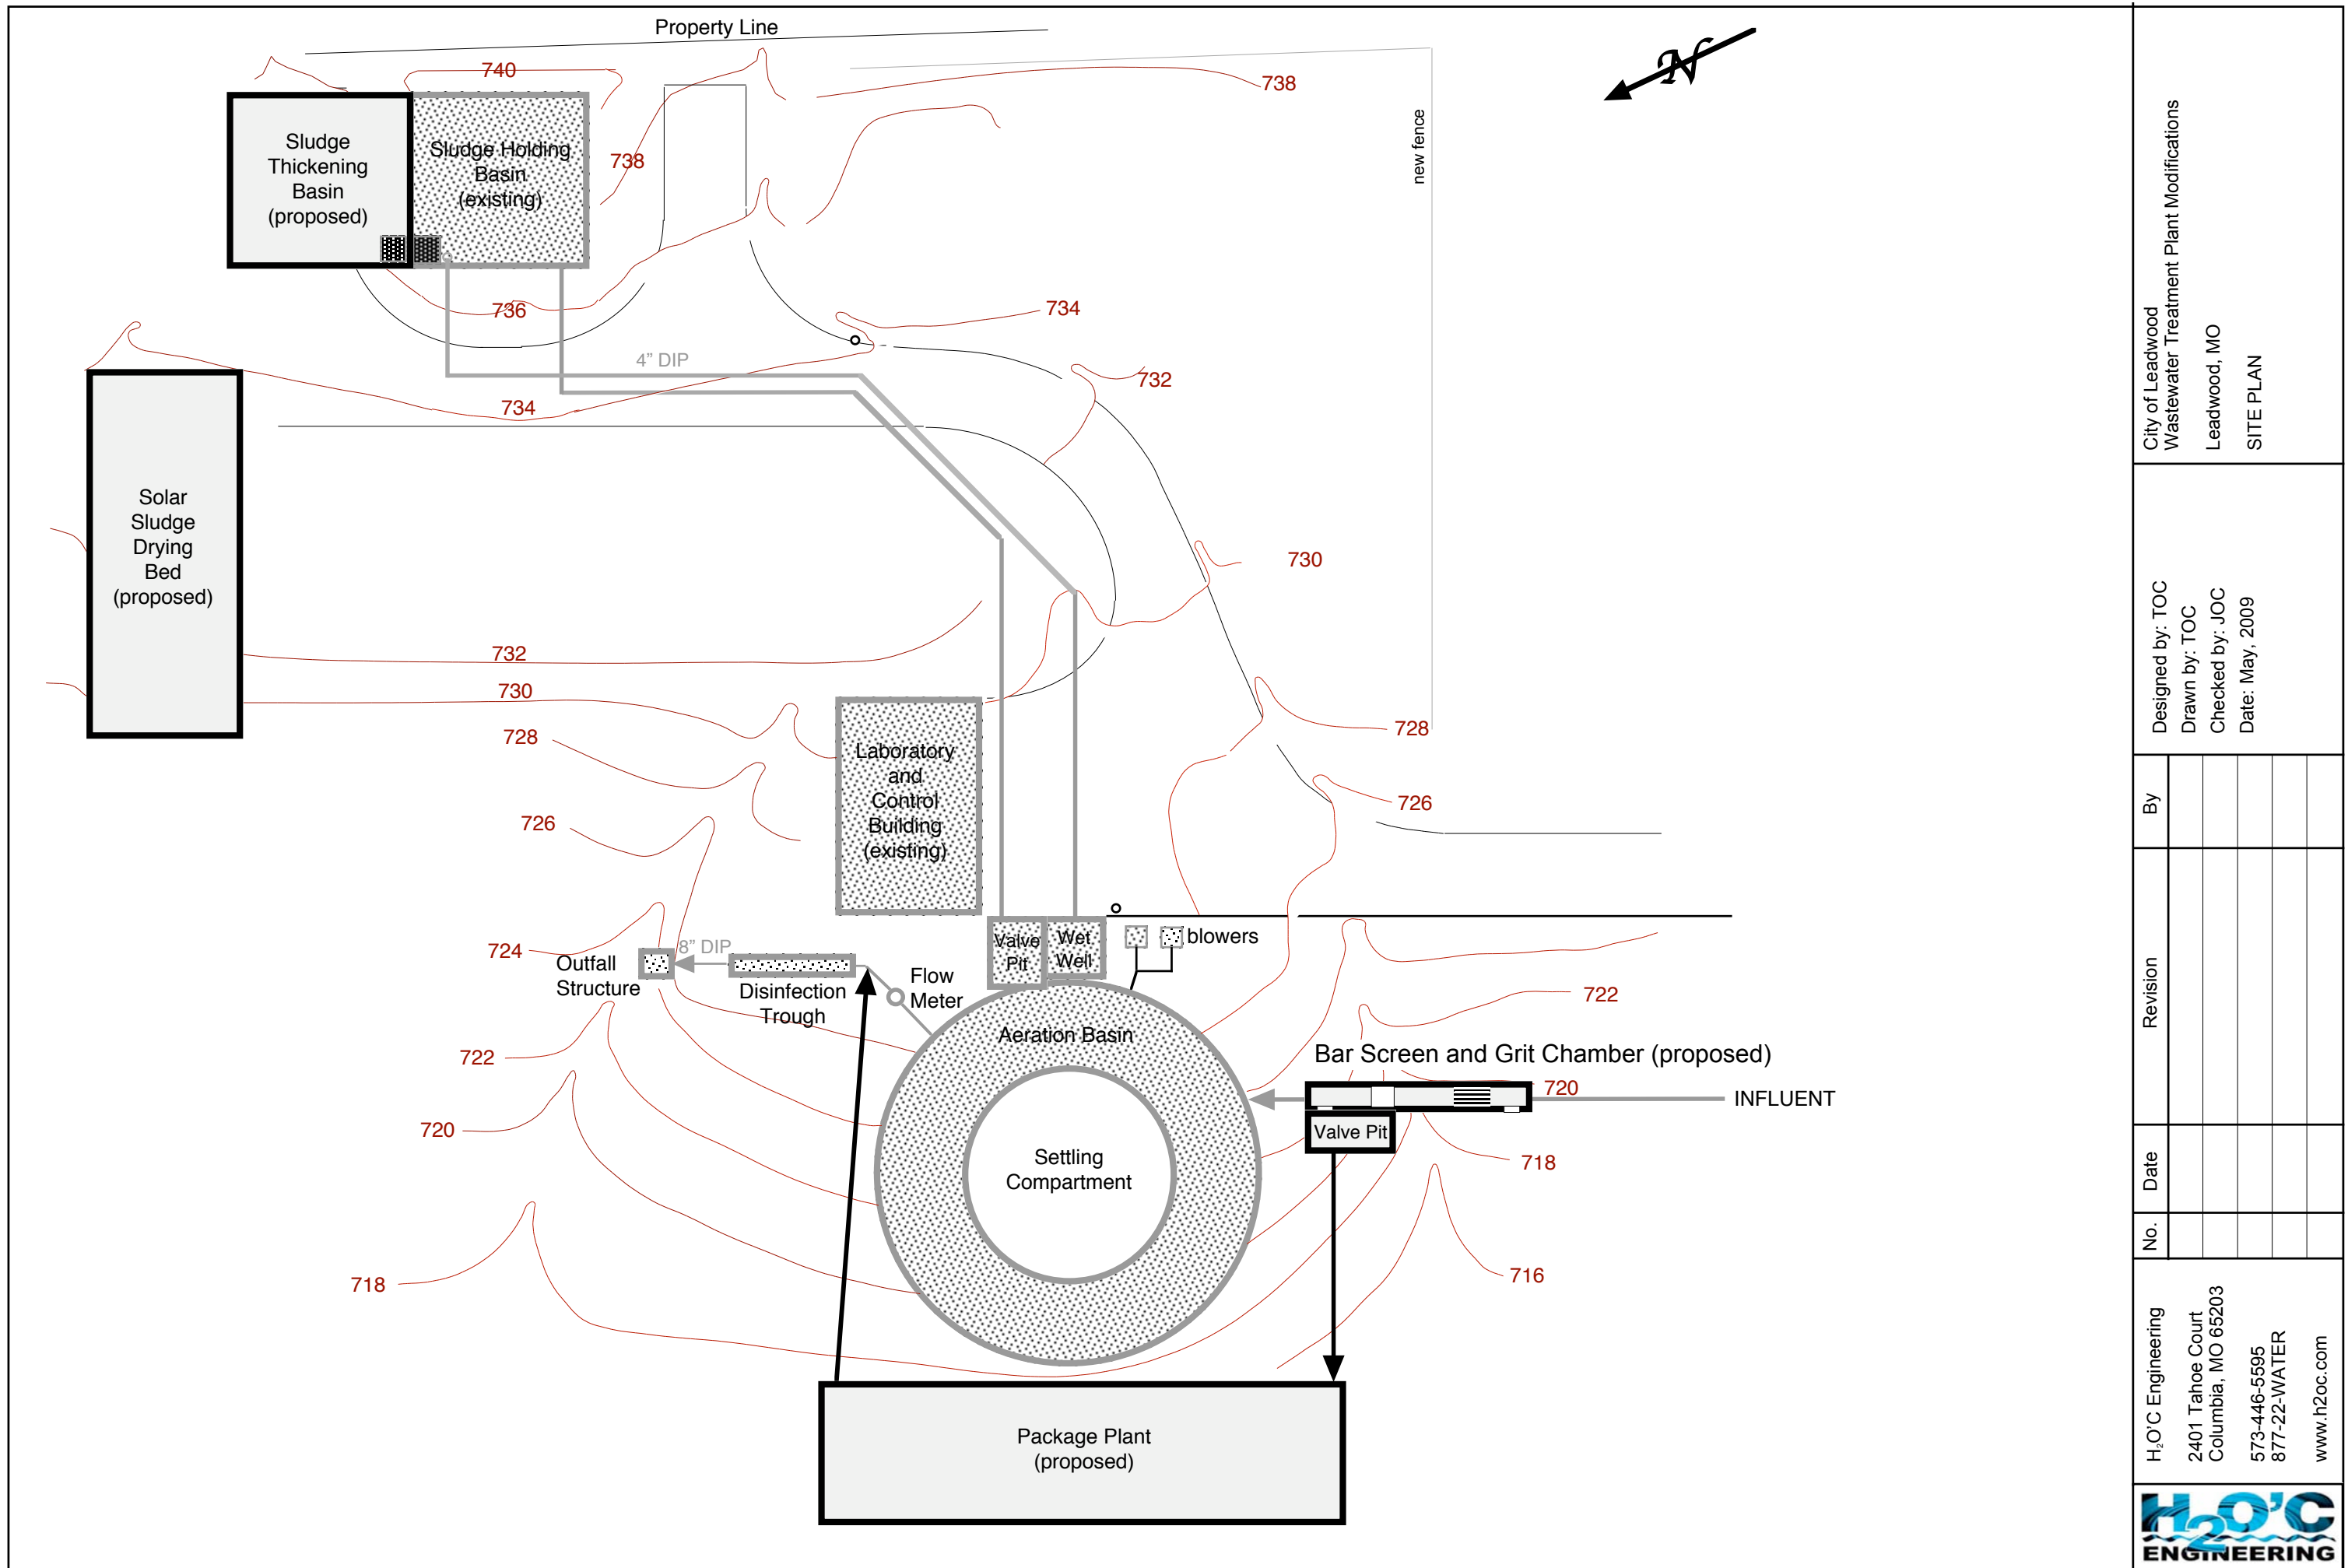 Property Line
N
740
738
new fence
Sludge
Thickening
Basin
(proposed)
Sludge Holding
Basin
(existing)
738
736
734
4” DIP
732
734
Solar
Sludge
Drying
Bed
(proposed)
730
732
730
728
728
Laboratory
and
Control
Building
(existing)
726
726
724
Outfall
Structure
8” DIP
Disinfection
Trough
Flow
Meter
Valve
Pit
Wet
Well
blowers
722
Aeration Basin
Bar Screen and Grit Chamber (proposed)
722
720
INFLUENT
720
Valve Pit
Settling
Compartment
718
718
716
Package Plant
(proposed)
City of Leadwood
Wastewater Treatment Plant Modifications
Leadwood, MO
SITE PLAN
Designed by: TOC
Drawn by: TOC
Checked by: JOC
Date: May, 2009
By
Revision
Date
No.
H₂O’C Engineering
2401 Tahoe Court
Columbia, MO 65203
573-446-5595
877-22-WATER
www.h2oc.com
H2O’C
ENGINEERING